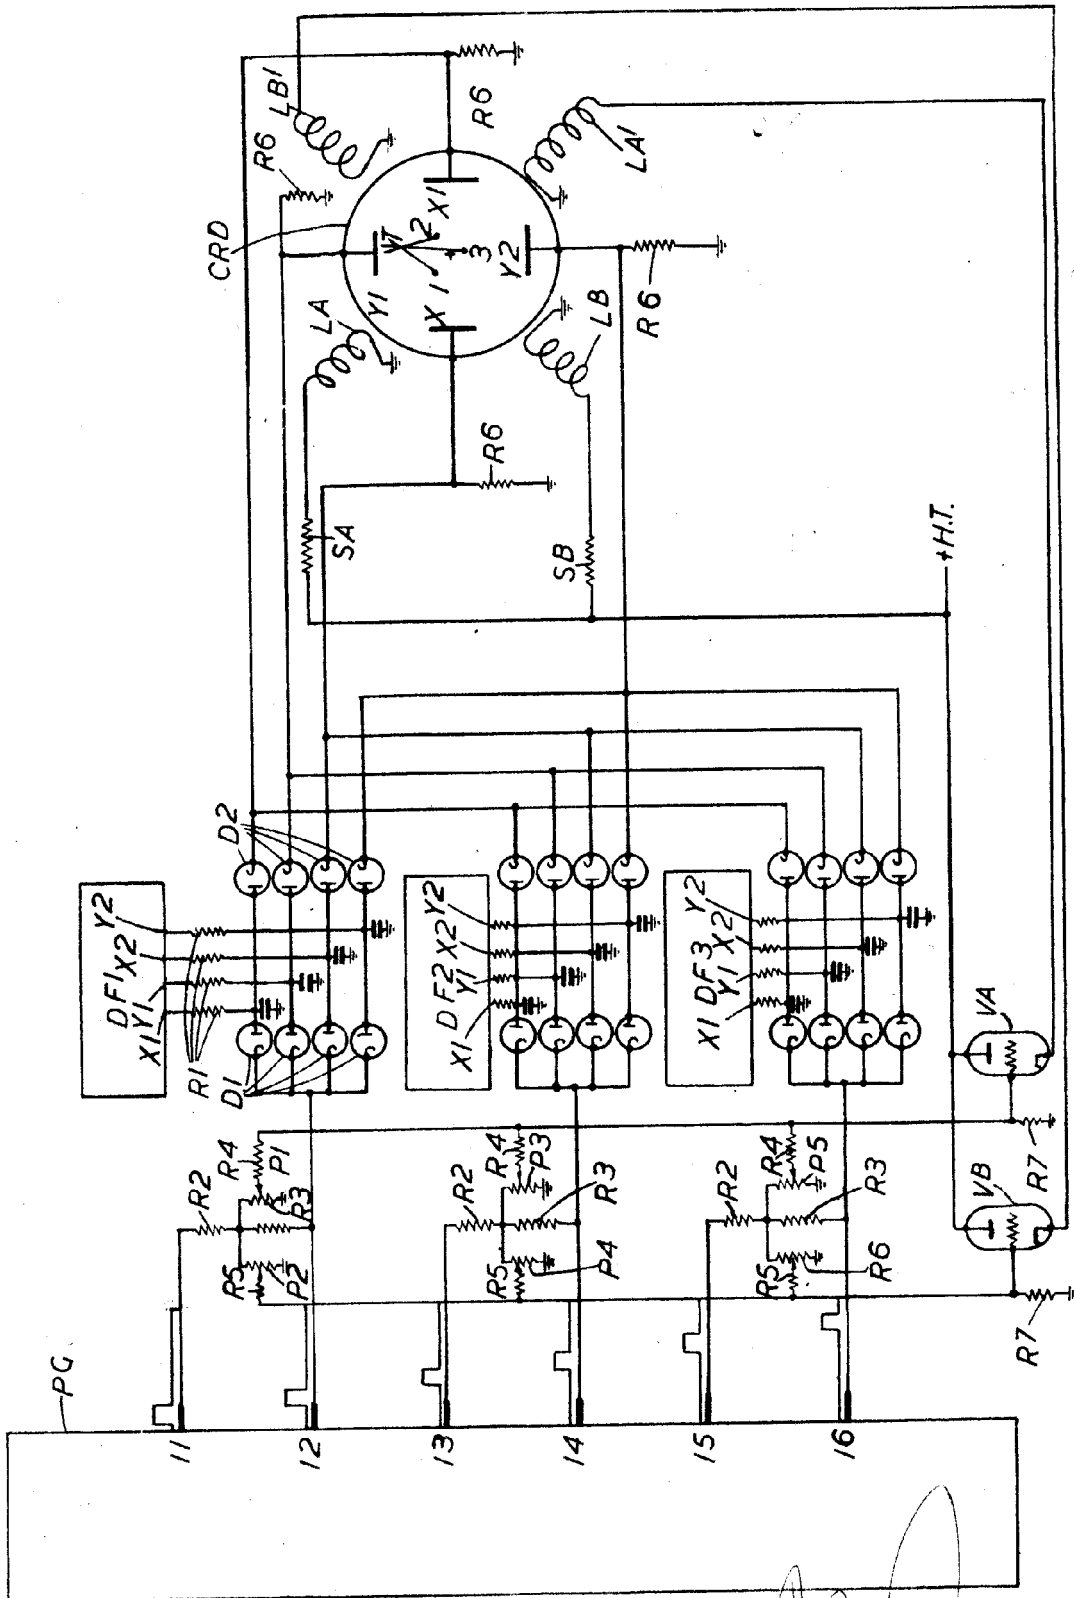 LB1
R6
R6
CRD
LA1
X1
Y1
1
2
3
X
Y2
LA
LB
R6
R6
SA
SB
+H.T.
D2
DF1
X1
Y1
X2
Y2
R1
D1
DF2
X1
Y1
X2
Y2
DF3
X1
Y1
X2
Y2
VA
VB
R7
R7
R2
R4
P1
R3
R5
P2
R2
R4
P3
R3
R5
P4
R2
R4
P5
R3
R5
R6
PG
11
12
13
14
15
16